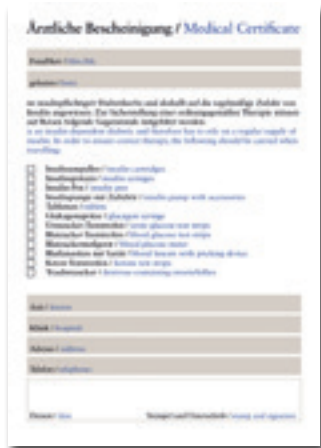 Ärztliche Bescheinigung / Medical Certificate
Frau/Herr / Mrs./Mr.
geboren / born
ist insulinpflichtiger Diabetiker/in und deshalb auf die regelmäßige Zufuhr von
Insulin angewiesen. Zur Sicherstellung einer ordnungsgemäßen Therapie müssen
auf Reisen folgende Gegenstände mitgeführt werden:
is an insulin-dependent diabetic and therefore has to rely on a regular supply of
insulin. In order to ensure correct therapy, the following should be carried when
travelling:
Insulinampullen / insulin cartridges
Insulinspritzen / insulin syringes
Insulin-Pen / insulin pen
Insulinpumpe mit Zubehör / insulin pump with accessories
Tabletten / tablets
Glukagonspritze / glucagon syringe
Urinzucker-Teststreifen / urine glucose test strips
Blutzucker-Teststreifen / blood glucose test strips
Blutzuckermeßgerät / blood glucose meter
Blutlanzetten mit Gerät / blood lancets with pricking device
Keton-Teststreifen / ketone test strips
Traubenzucker / dextrose-containing
Arzt / doctor
Klinik / hospital
Adresse / address
Telefon / telephone
Datum / date Stempel und Unterschrift / stamp and signature